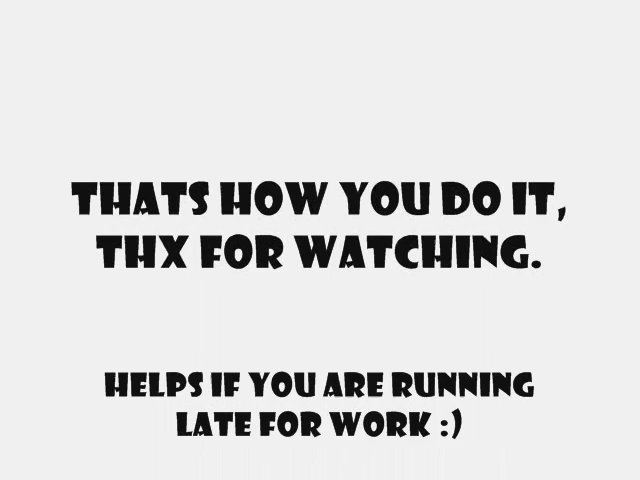 THATS HOW YOU DO IT,
THX FOR WATCHING.
HELPS IF YOU ARE RUNNING
LATE FOR WORK :)